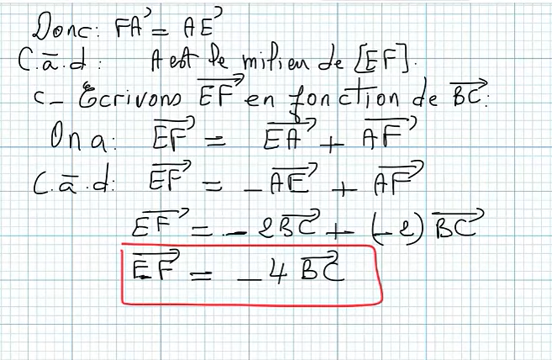 Donc: FA = AE
C.à.d: A est le milieu de [EF].
c- Ecrivons EF en fonction de BC:
On a: EF = EA + AF
C.à.d: EF = -AE + AF
EF = -2BC + (-2) BC
EF = -4 BC